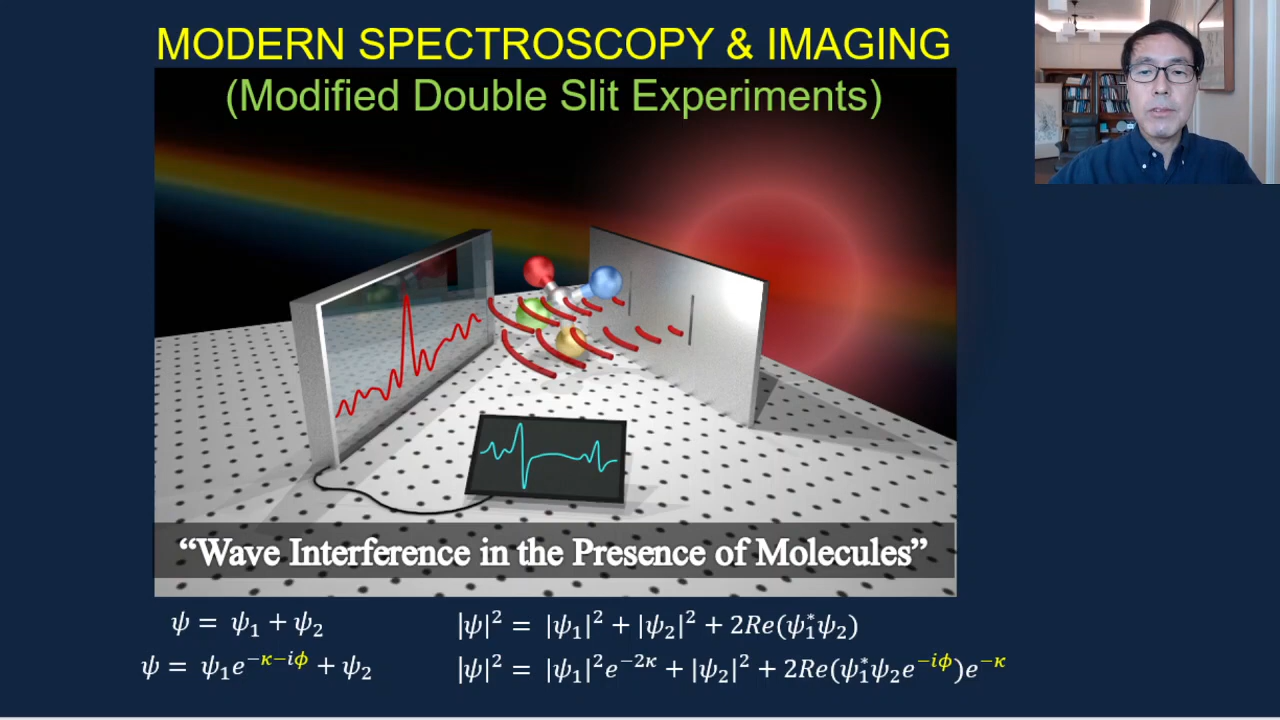 MODERN SPECTROSCOPY & IMAGING
(Modified Double Slit Experiments)
“Wave Interference in the Presence of Molecules”
ψ = ψ₁ + ψ₂
|ψ|² = |ψ₁|² + |ψ₂|² + 2Re(ψ₁*ψ₂)
ψ = ψ₁e^{−κ−iϕ} + ψ₂
|ψ|² = |ψ₁|²e^{−2κ} + |ψ₂|² + 2Re(ψ₁*ψ₂e^{−iϕ})e^{−κ}